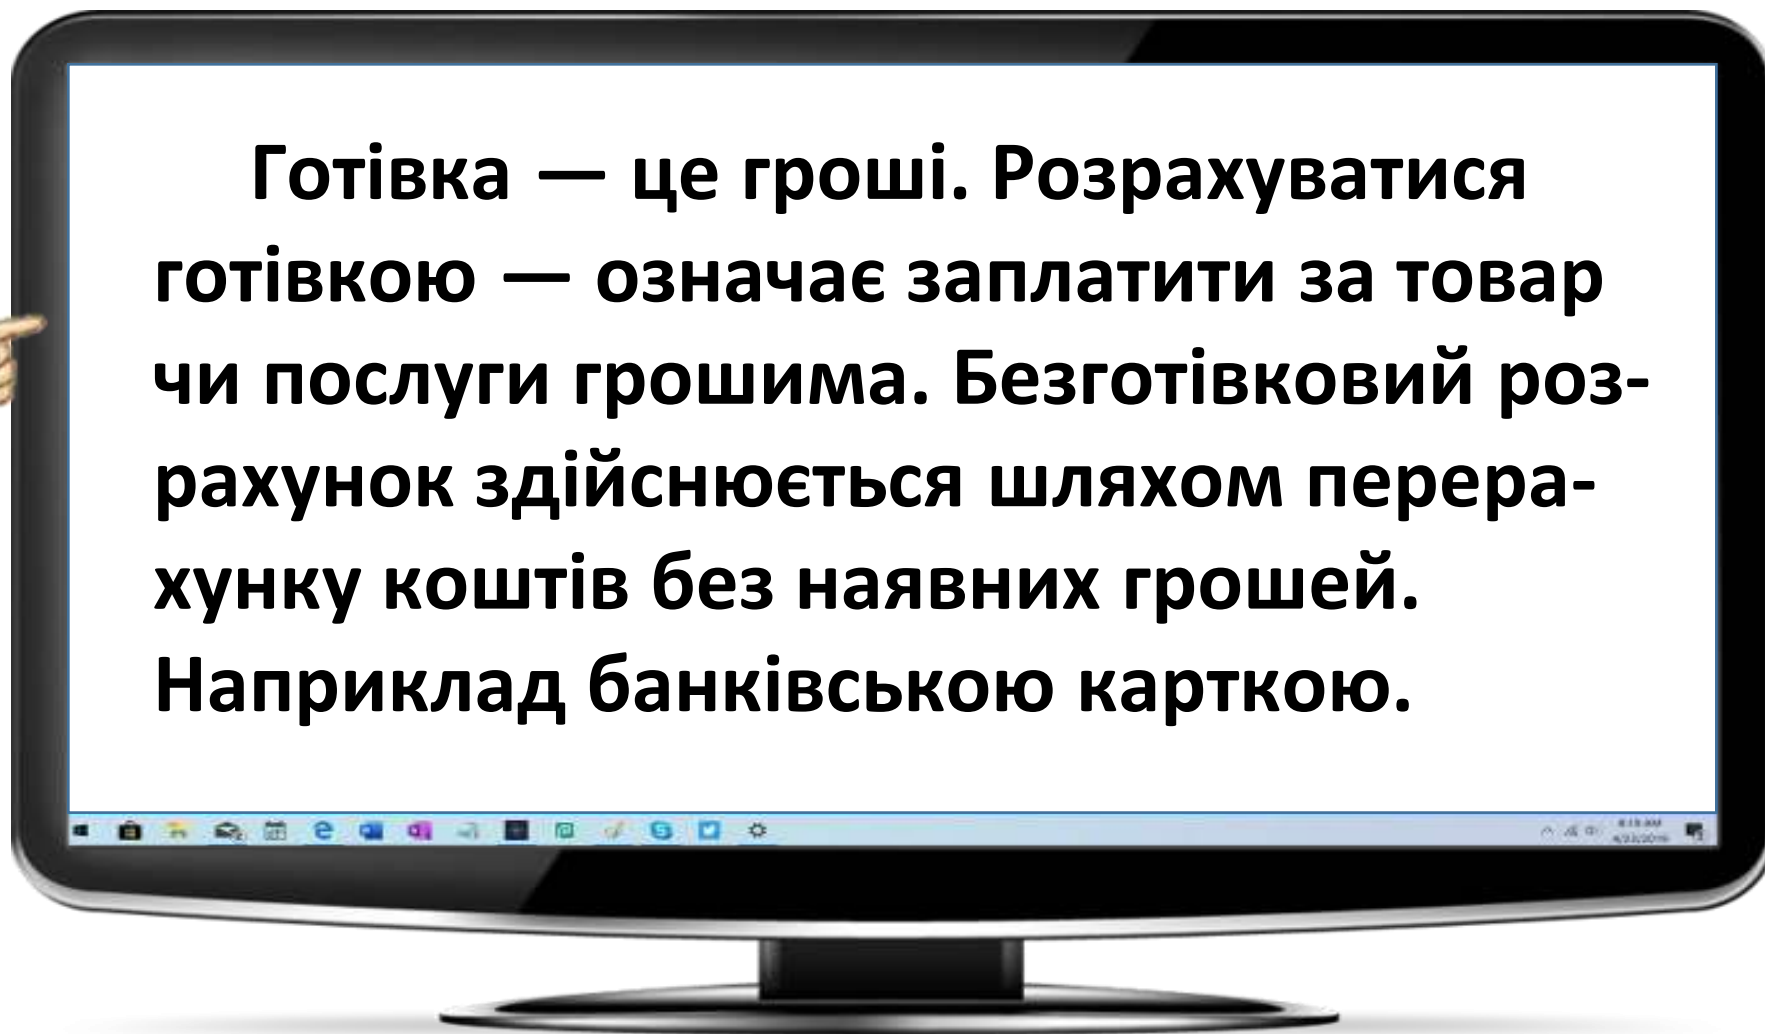 Готівка — це гроші. Розрахуватися
готівкою — означає заплатити за товар
чи послуги грошима. Безготівковий роз-
рахунок здійснюється шляхом перера-
хунку коштів без наявних грошей.
Наприклад банківською карткою.